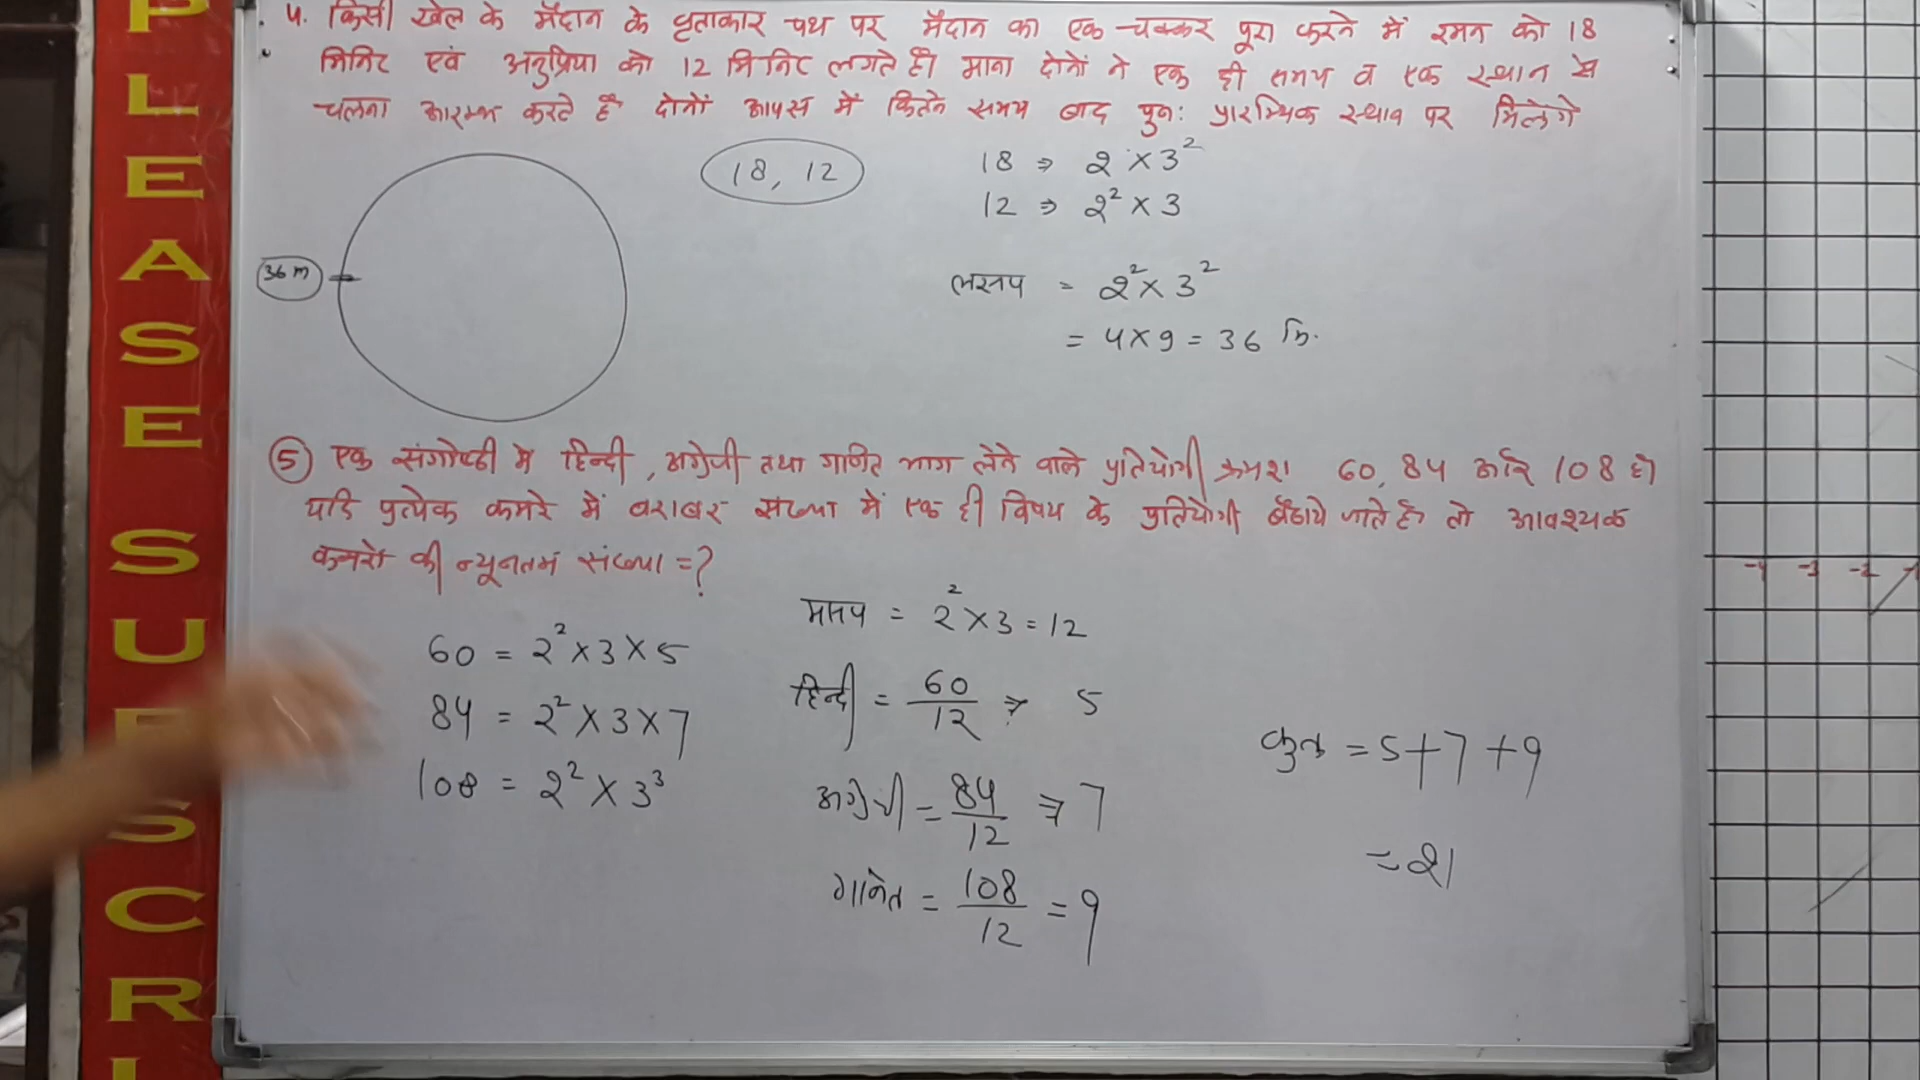 PLEASE SUBSCRI
4. किसी खेल के मैदान के वृताकार पथ पर मैदान का एक चक्कर पूरा करने में रमन को 18
मिनिट एवं अनुप्रिया को 12 मिनिट लगते है। माना दोनों ने एक ही समय व एक स्थान से
चलना आरम्भ करते है दोनों आपस में कितने समय बाद पुन: प्रारम्भिक स्थान पर मिलेगे
18, 12
18 ⇒ 2 × 3²
12 ⇒ 2² × 3
36 m
लसप = 2² × 3²
= 4 × 9 = 36 मि.
5 एक संगोष्ठी मे हिन्दी, अग्रेजी तथा गणित भाग लेने वाले प्रतियोगी क्रमश 60, 84 और 108 है।
यदि प्रत्येक कमरे में बराबर संख्या में एक ही विषय के प्रतियोगी बैठाये जाते है तो आवश्यक
कमरो की न्यूनतम संख्या = ?
मसप = 2² × 3 = 12
60 = 2² × 3 × 5
84 = 2² × 3 × 7
108 = 2² × 3³
हिन्दी = 60/12 ⇒ 5
अग्रेजी = 84/12 ⇒ 7
गणित = 108/12 = 9
कुल = 5 + 7 + 9
= 21
-4 -3 -2 -1